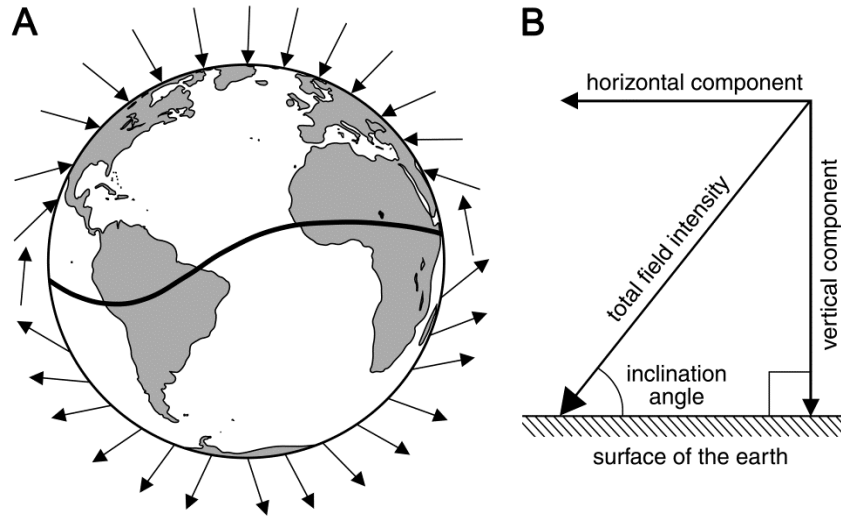 A
B
horizontal component
total field intensity
vertical component
inclination
angle
surface of the earth